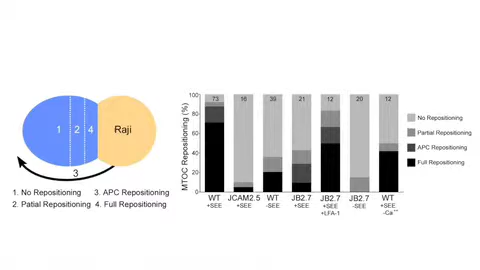 1 2 4 Raji
3
1. No Repositioning 3. APC Repositioning
2. Patial Repositioning 4. Full Repositioning
MTOC Repositioning (%)
100
80
60
40
20
0
73 16 39 21 12 20 12
WT +SEE
JCAM2.5 +SEE
WT -SEE
JB2.7 +SEE
JB2.7 +SEE +LFA-1
JB2.7 -SEE
WT +SEE -Ca++
No Repositioning
Partial Repositioning
APC Repositioning
Full Repositioning